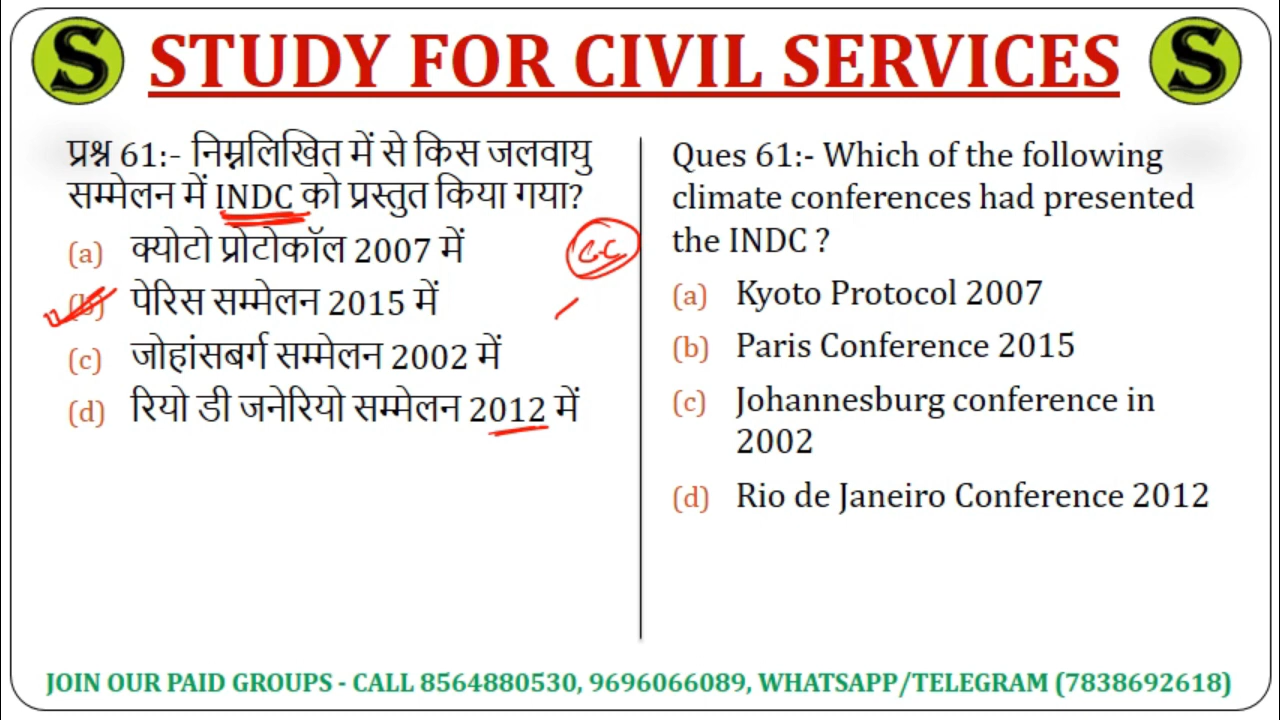 S STUDY FOR CIVIL SERVICES S
प्रश्न 61:- निम्नलिखित में से किस जलवायु
सम्मेलन में INDC को प्रस्तुत किया गया?
(a) क्योटो प्रोटोकॉल 2007 में
(b) पेरिस सम्मेलन 2015 में
(c) जोहांसबर्ग सम्मेलन 2002 में
(d) रियो डी जनेरियो सम्मेलन 2012 में
Ques 61:- Which of the following
climate conferences had presented
the INDC ?
(a) Kyoto Protocol 2007
(b) Paris Conference 2015
(c) Johannesburg conference in
2002
(d) Rio de Janeiro Conference 2012
JOIN OUR PAID GROUPS - CALL 8564880530, 9696066089, WHATSAPP/TELEGRAM (7838692618)